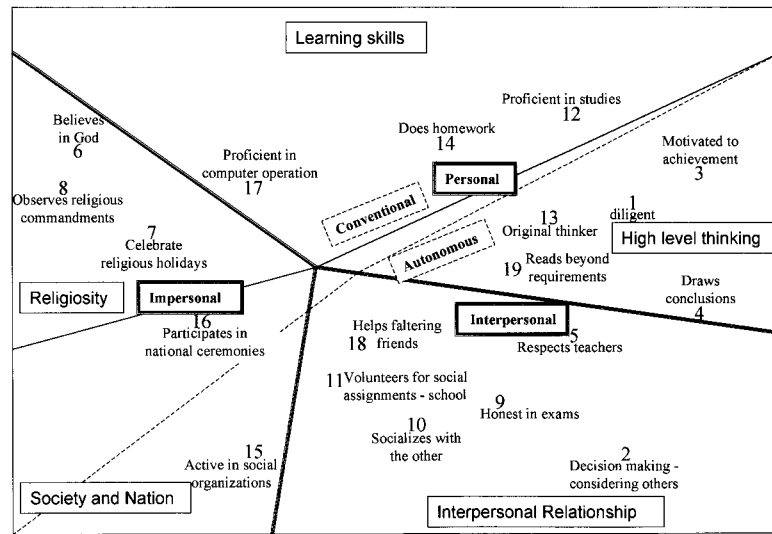 Learning skills
Proficient in studies
12
Believes
in God
6
Does homework
14
Motivated to
achievement
3
Proficient in
computer operation
17
Personal
8
Observes religious
commandments
Conventional
1
diligent
13
Original thinker
7
Celebrate
religious holidays
High level thinking
Autonomous
19 Reads beyond
requirements
Religiosity
Impersonal
Draws
conclusions
4
16
Participates in
national ceremonies
Interpersonal
Helps faltering
18 friends
5
Respects teachers
11 Volunteers for social
assignments - school
9
Honest in exams
10
Socializes with
the other
15
Active in social
organizations
2
Decision making -
considering others
Society and Nation
Interpersonal Relationship